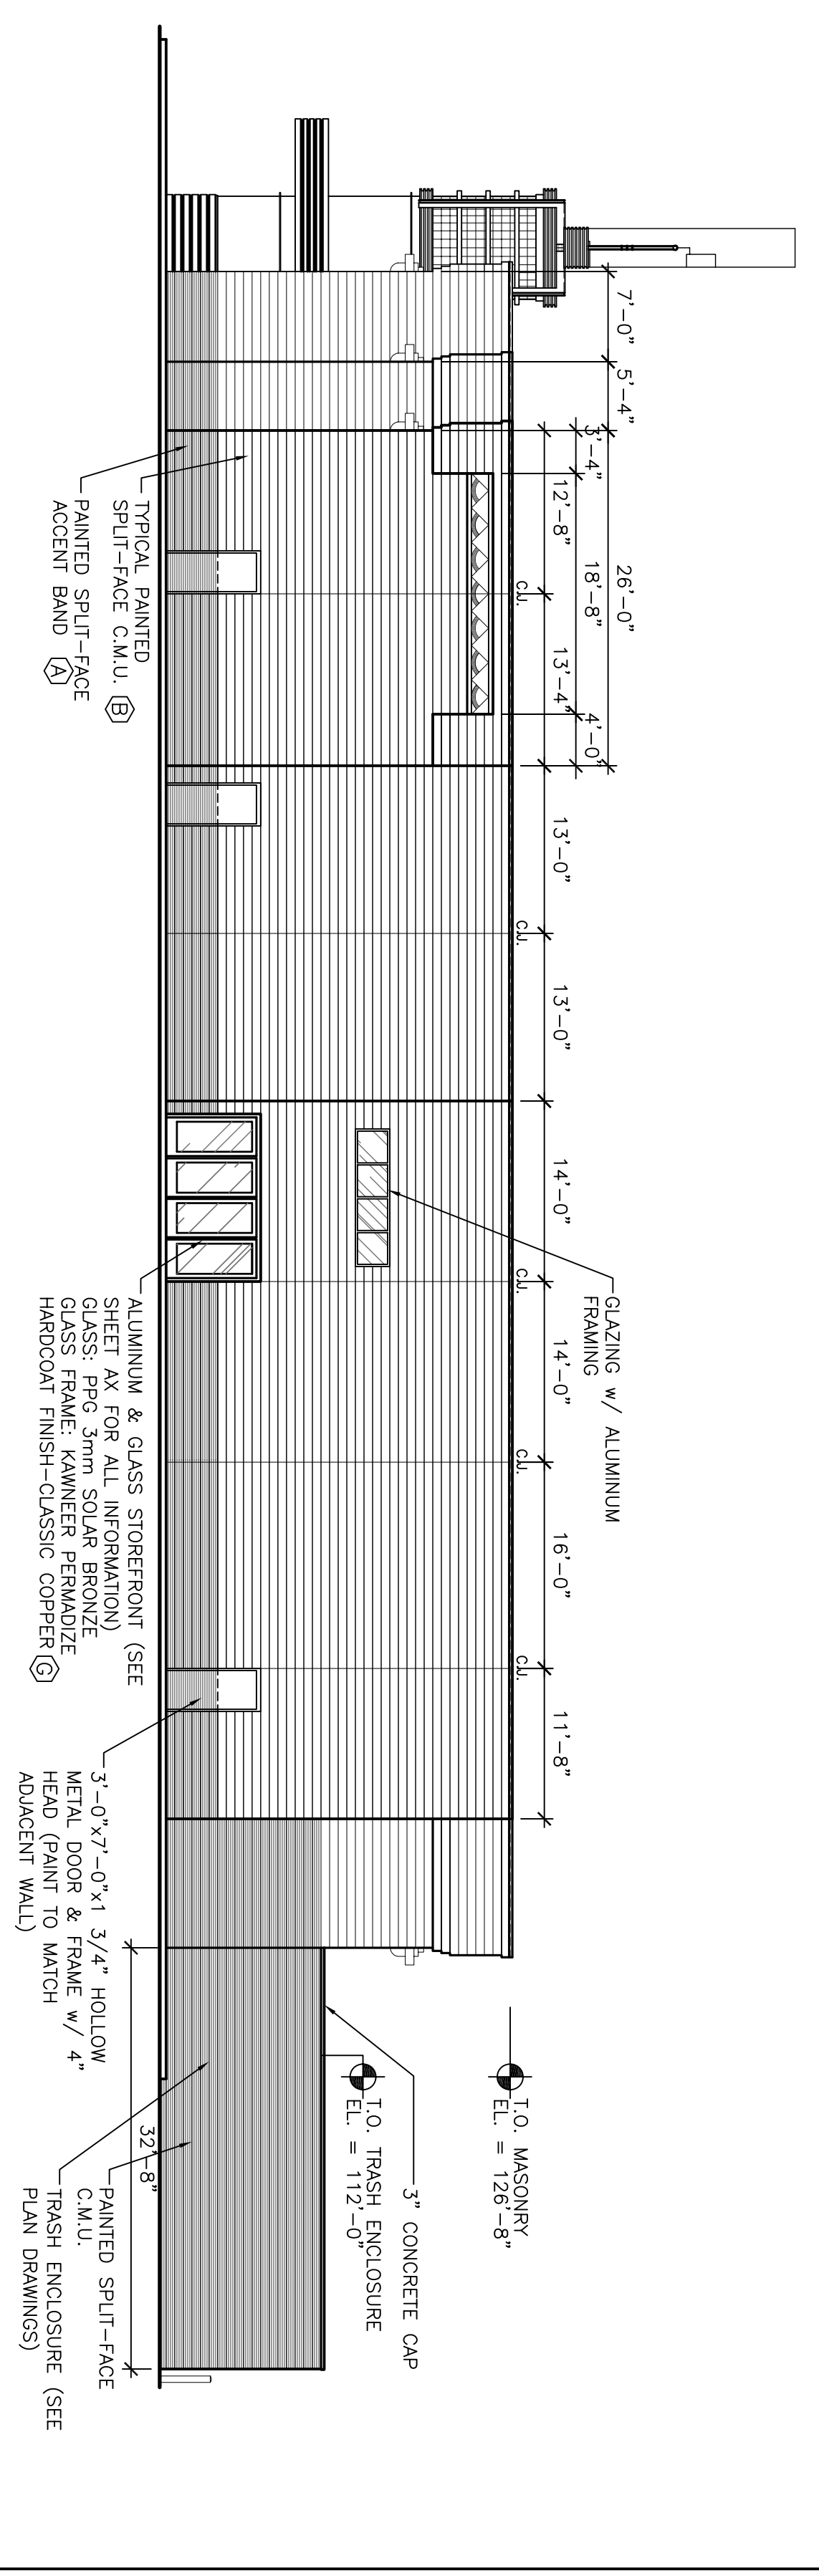 7'-0"
5'-4"
26'-0"
3'-4"
18'-8"
4'-0"
12'-8"
13'-4"
13'-0"
13'-0"
14'-0"
14'-0"
16'-0"
11'-8"
C.J.
C.J.
C.J.
C.J.
C.J.
GLAZING w/ ALUMINUM
FRAMING
T.O. MASONRY
EL. = 126'-8"
3" CONCRETE CAP
T.O. TRASH ENCLOSURE
EL. = 112'-0"
32'-8"
TYPICAL PAINTED
SPLIT-FACE C.M.U. B
PAINTED SPLIT-FACE
ACCENT BAND A
ALUMINUM & GLASS STOREFRONT (SEE
SHEET AX FOR ALL INFORMATION)
GLASS: PPG 3mm SOLAR BRONZE
GLASS FRAME: KAWNEER PERMADIZE
HARDCOAT FINISH-CLASSIC COPPER G
3'-0"x7'-0"x1 3/4" HOLLOW
METAL DOOR & FRAME w/ 4"
HEAD (PAINT TO MATCH
ADJACENT WALL)
PAINTED SPLIT-FACE
C.M.U.
TRASH ENCLOSURE (SEE
PLAN DRAWINGS)